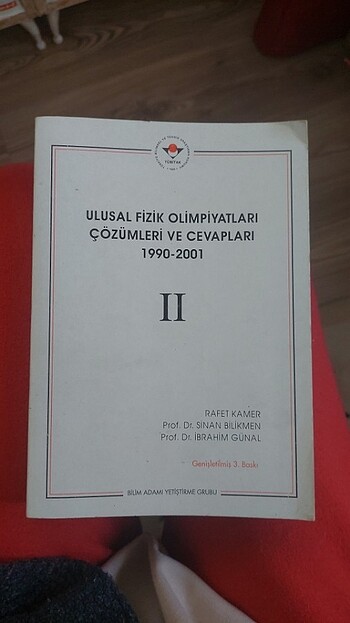 TÜBİTAK
ULUSAL FİZİK OLİMPİYATLARI
ÇÖZÜMLERİ VE CEVAPLARI
1990-2001
II
RAFET KAMER
Prof. Dr. SİNAN BİLİKMEN
Prof. Dr. İBRAHİM GÜNAL
Genişletilmiş 3. Baskı
BİLİM ADAMI YETİŞTİRME GRUBU